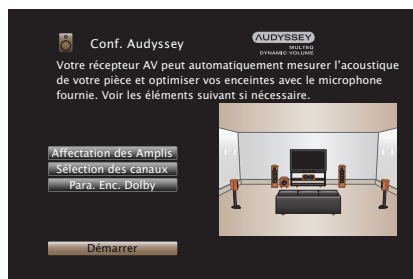 Conf. Audyssey
AUDYSSEY
MULTEQ
DYNAMIC VOLUME
Votre récepteur AV peut automatiquement mesurer l'acoustique
de votre pièce et optimiser vos enceintes avec le microphone
fournie. Voir les éléments suivant si nécessaire.
Affectation des Amplis
Sélection des canaux
Para. Enc. Dolby
Démarrer